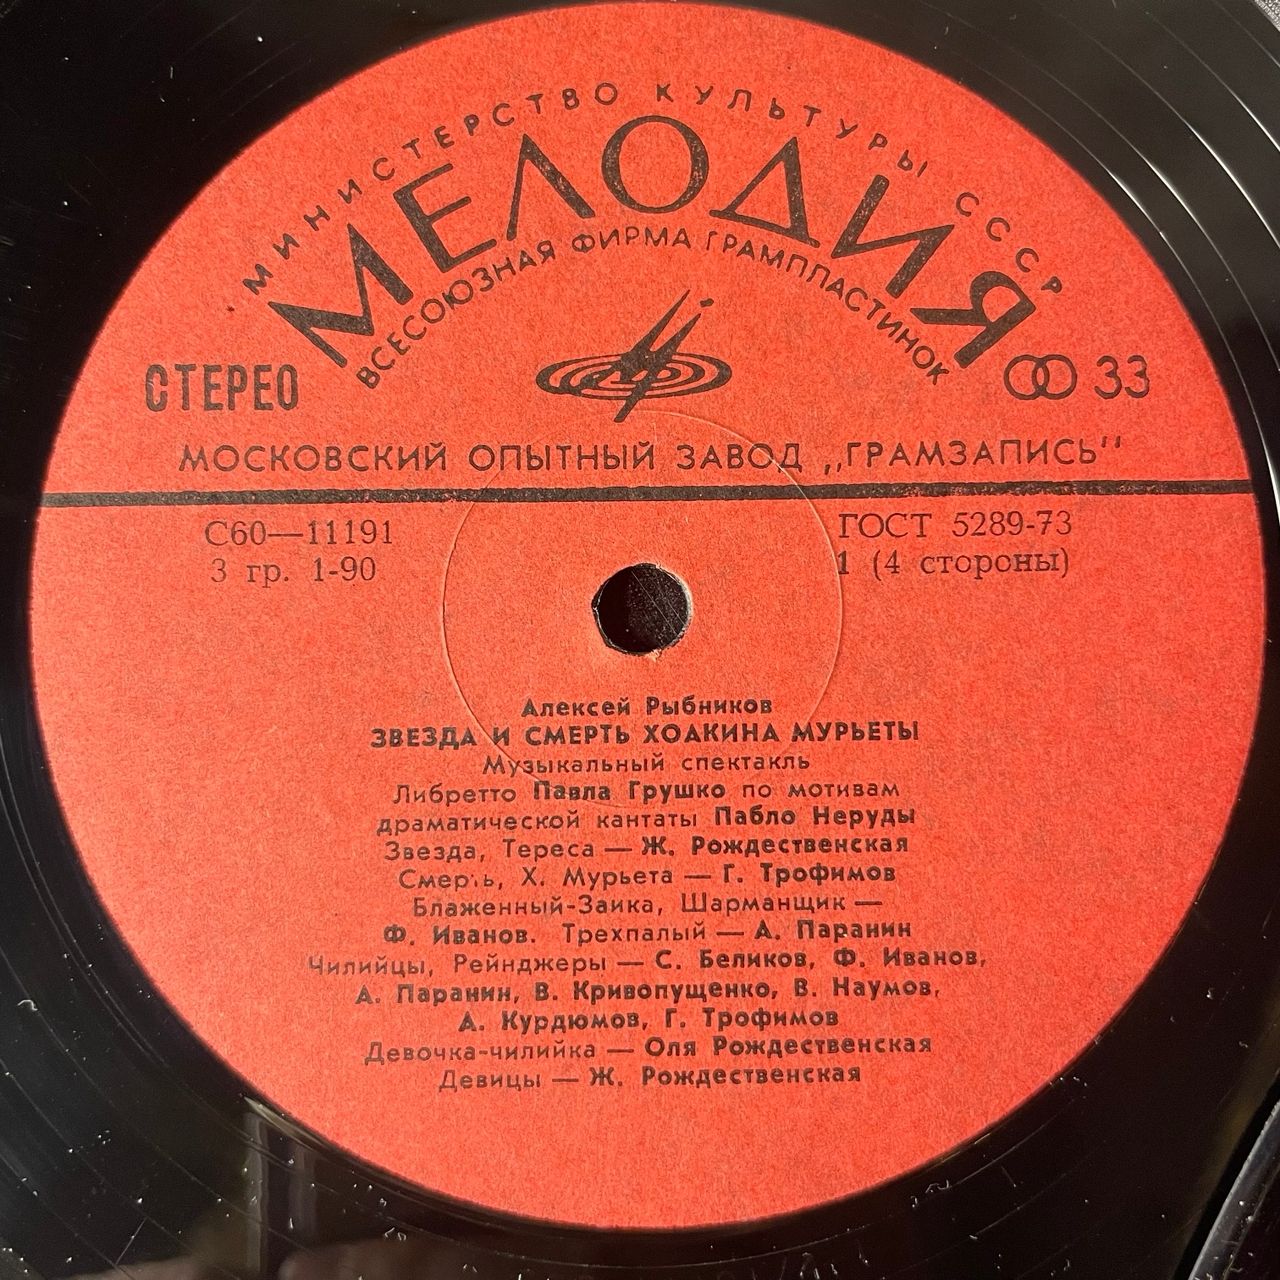 МИНИСТЕРСТВО КУЛЬТУРЫ СССР
МЕЛОДИЯ
ВСЕСОЮЗНАЯ ФИРМА ГРАМПЛАСТИНОК
СТЕРЕО
33
МОСКОВСКИЙ ОПЫТНЫЙ ЗАВОД „ГРАМЗАПИСЬ"
С60—11191
ГОСТ 5289-73
3 гр. 1-90
1 (4 стороны)
Алексей Рыбников
ЗВЕЗДА И СМЕРТЬ ХОАКИНА МУРЬЕТЫ
Музыкальный спектакль
Либретто Павла Грушко по мотивам
драматической кантаты Пабло Неруды
Звезда, Тереса — Ж. Рождественская
Смерть, Х. Мурьета — Г. Трофимов
Блаженный-Заика, Шарманщик —
Ф. Иванов. Трехпалый — А. Паранин
Чилийцы, Рейнджеры — С. Беликов, Ф. Иванов,
А. Паранин, В. Кривопущенко, В. Наумов,
А. Курдюмов, Г. Трофимов
Девочка-чилийка — Оля Рождественская
Девицы — Ж. Рождественская